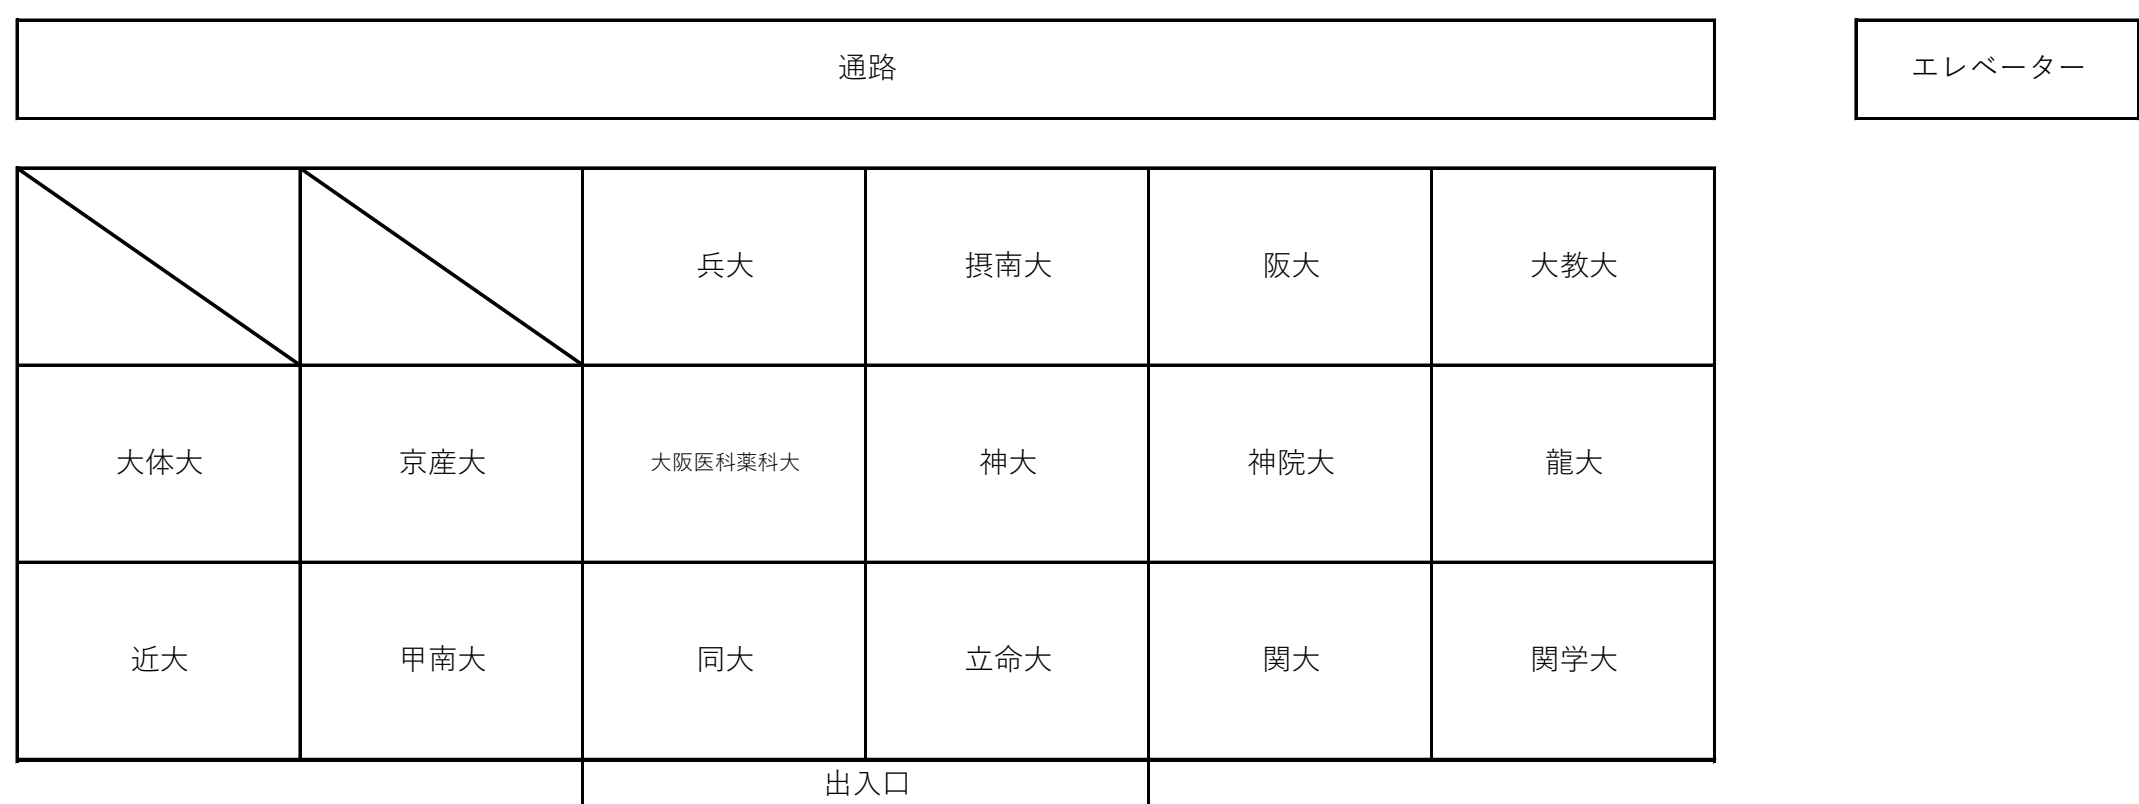 通路
エレベーター
兵大
摂南大
阪大
大教大
大体大
京産大
大阪医科薬科大
神大
神院大
龍大
近大
甲南大
同大
立命大
関大
関学大
出入口